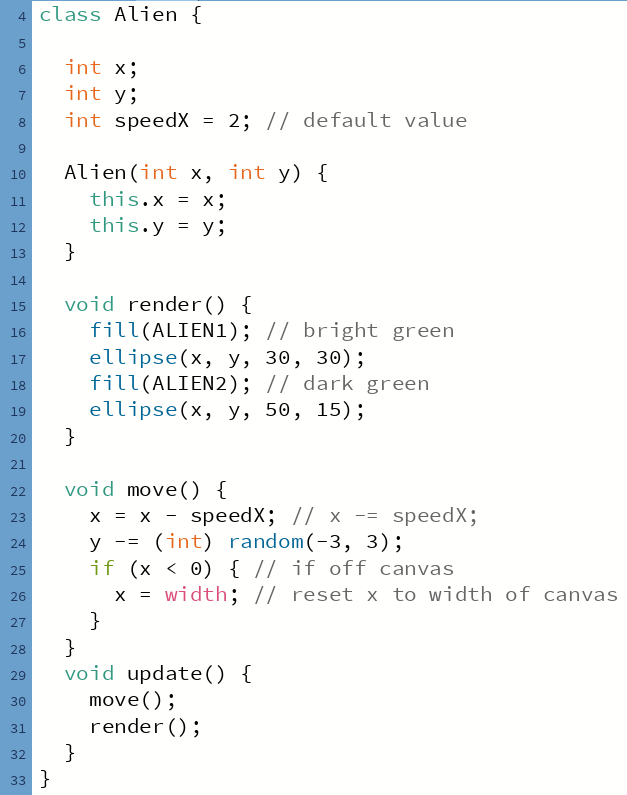 4 class Alien {
5
6   int x;
7   int y;
8   int speedX = 2; // default value
9
10   Alien(int x, int y) {
11     this.x = x;
12     this.y = y;
13   }
14
15   void render() {
16     fill(ALIEN1); // bright green
17     ellipse(x, y, 30, 30);
18     fill(ALIEN2); // dark green
19     ellipse(x, y, 50, 15);
20   }
21
22   void move() {
23     x = x - speedX; // x -= speedX;
24     y -= (int) random(-3, 3);
25     if (x < 0) { // if off canvas
26       x = width; // reset x to width of canvas
27     }
28   }
29   void update() {
30     move();
31     render();
32   }
33 }